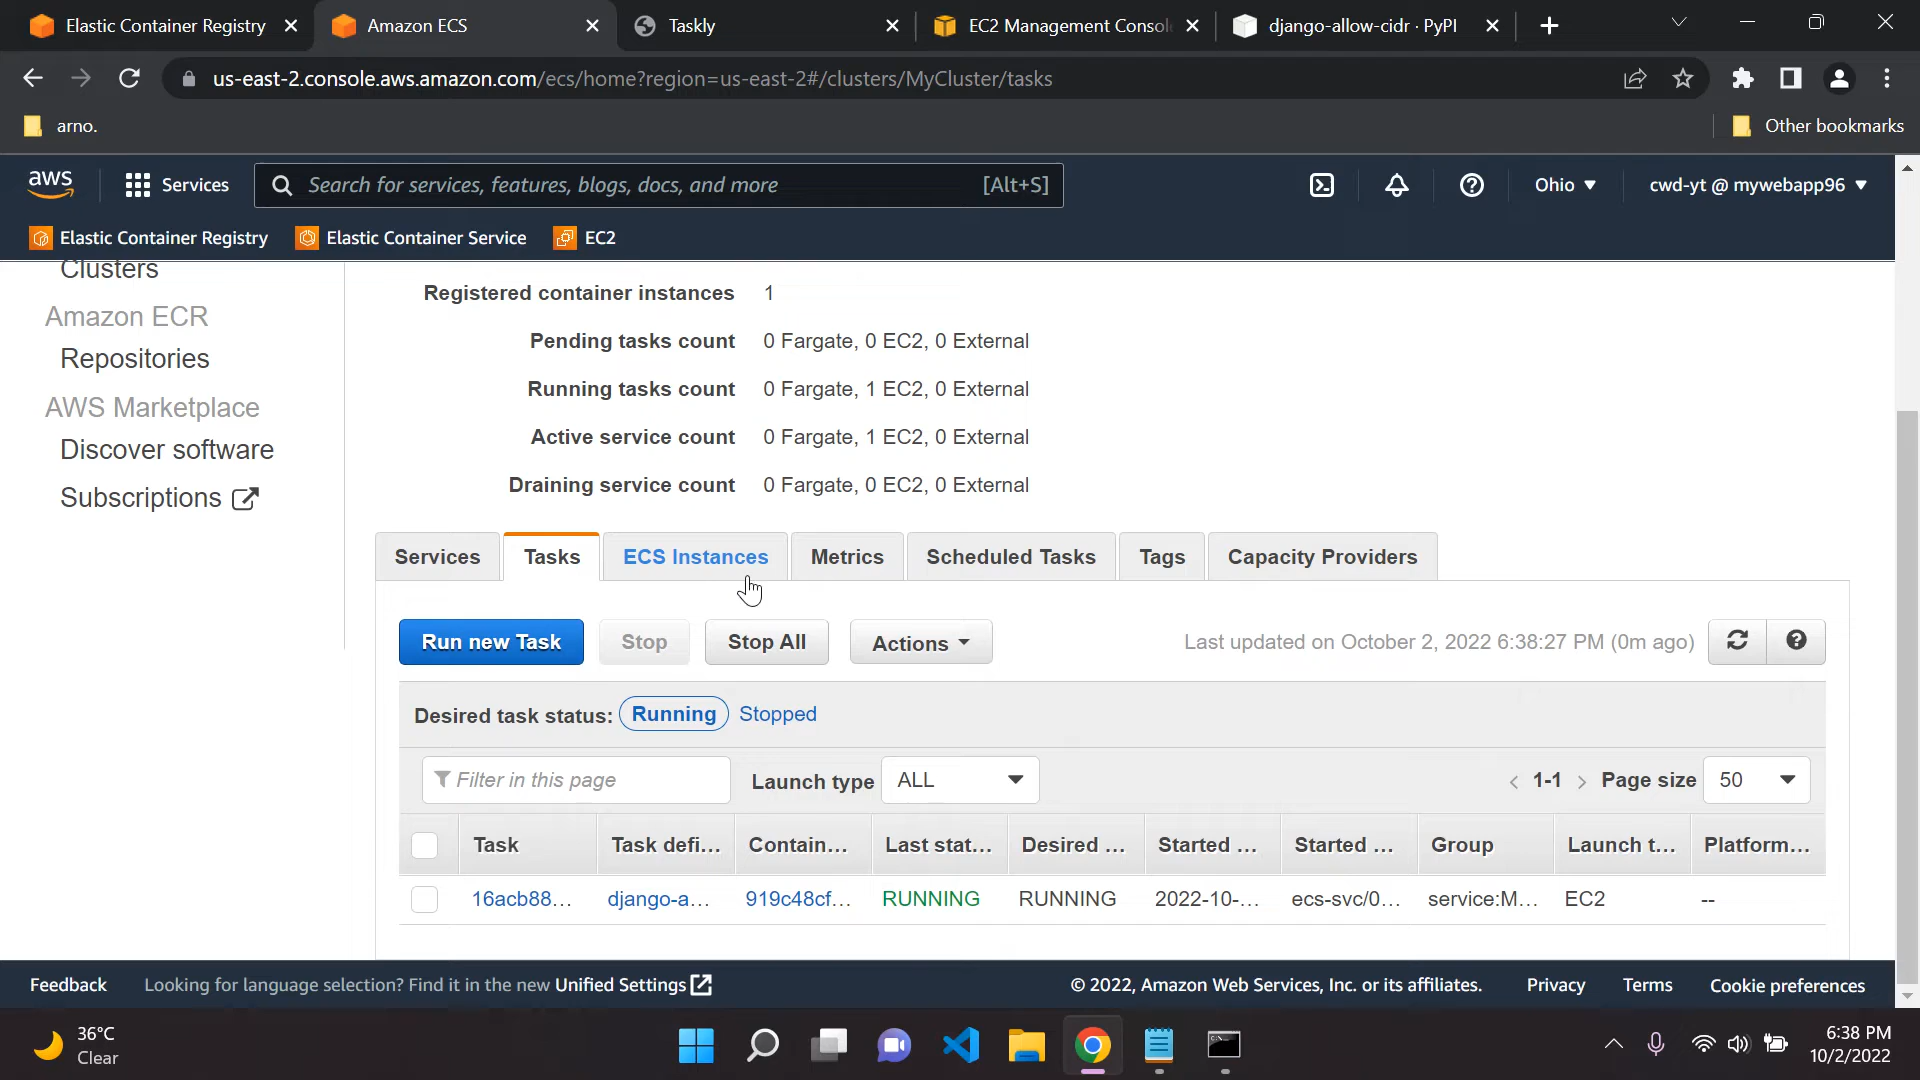 Elastic Container Registry
Amazon ECS
Taskly
EC2 Management Consol
django-allow-cidr · PyPI
us-east-2.console.aws.amazon.com/ecs/home?region=us-east-2#/clusters/MyCluster/tasks
arno.
Other bookmarks
aws
Services
Search for services, features, blogs, docs, and more
[Alt+S]
Ohio
cwd-yt @ mywebapp96
Elastic Container Registry
Elastic Container Service
EC2
Clusters
Amazon ECR
Repositories
AWS Marketplace
Discover software
Subscriptions
Registered container instances 1
Pending tasks count 0 Fargate, 0 EC2, 0 External
Running tasks count 0 Fargate, 1 EC2, 0 External
Active service count 0 Fargate, 1 EC2, 0 External
Draining service count 0 Fargate, 0 EC2, 0 External
Services Tasks ECS Instances Metrics Scheduled Tasks Tags Capacity Providers
Run new Task Stop Stop All Actions Last updated on October 2, 2022 6:38:27 PM (0m ago)
Desired task status: Running Stopped
Filter in this page Launch type ALL < 1-1 > Page size 50
Task Task defi... Contain... Last stat... Desired ... Started ... Started ... Group Launch t... Platform...
16acb88... django-a... 919c48cf... RUNNING RUNNING 2022-10-... ecs-svc/0... service:M... EC2 --
Feedback Looking for language selection? Find it in the new Unified Settings © 2022, Amazon Web Services, Inc. or its affiliates. Privacy Terms Cookie preferences
36°C
Clear
6:38 PM
10/2/2022